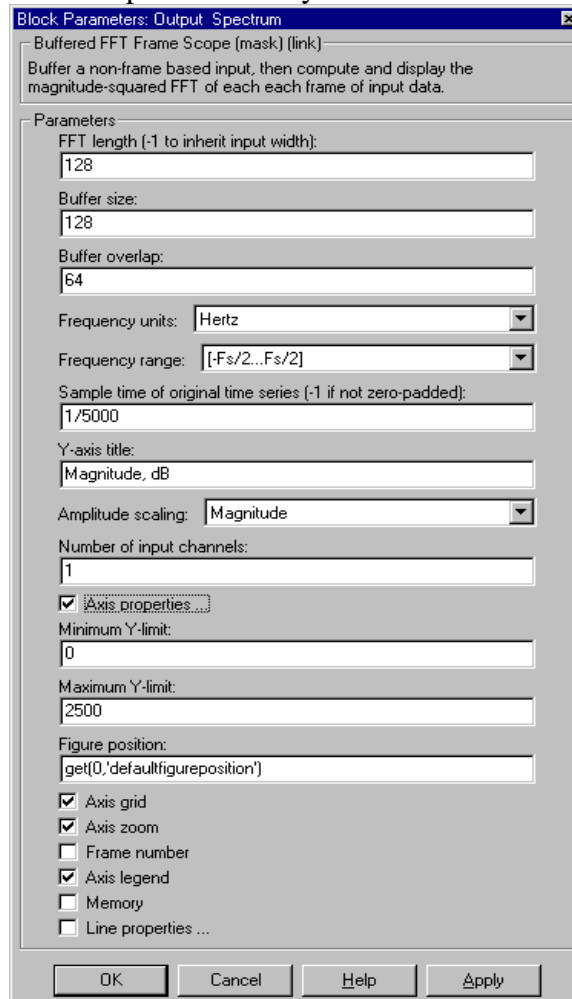 Block Parameters: Output Spectrum
Buffered FFT Frame Scope (mask) (link)
Buffer a non-frame based input, then compute and display the
magnitude-squared FFT of each each frame of input data.
Parameters
FFT length (-1 to inherit input width):
128
Buffer size:
128
Buffer overlap:
64
Frequency units: Hertz
Frequency range: [-Fs/2...Fs/2]
Sample time of original time series (-1 if not zero-padded):
1/5000
Y-axis title:
Magnitude, dB
Amplitude scaling: Magnitude
Number of input channels:
1
Axis properties ...
Minimum Y-limit:
0
Maximum Y-limit:
2500
Figure position:
get(0,'defaultfigureposition')
Axis grid
Axis zoom
Frame number
Axis legend
Memory
Line properties ...
OK Cancel Help Apply